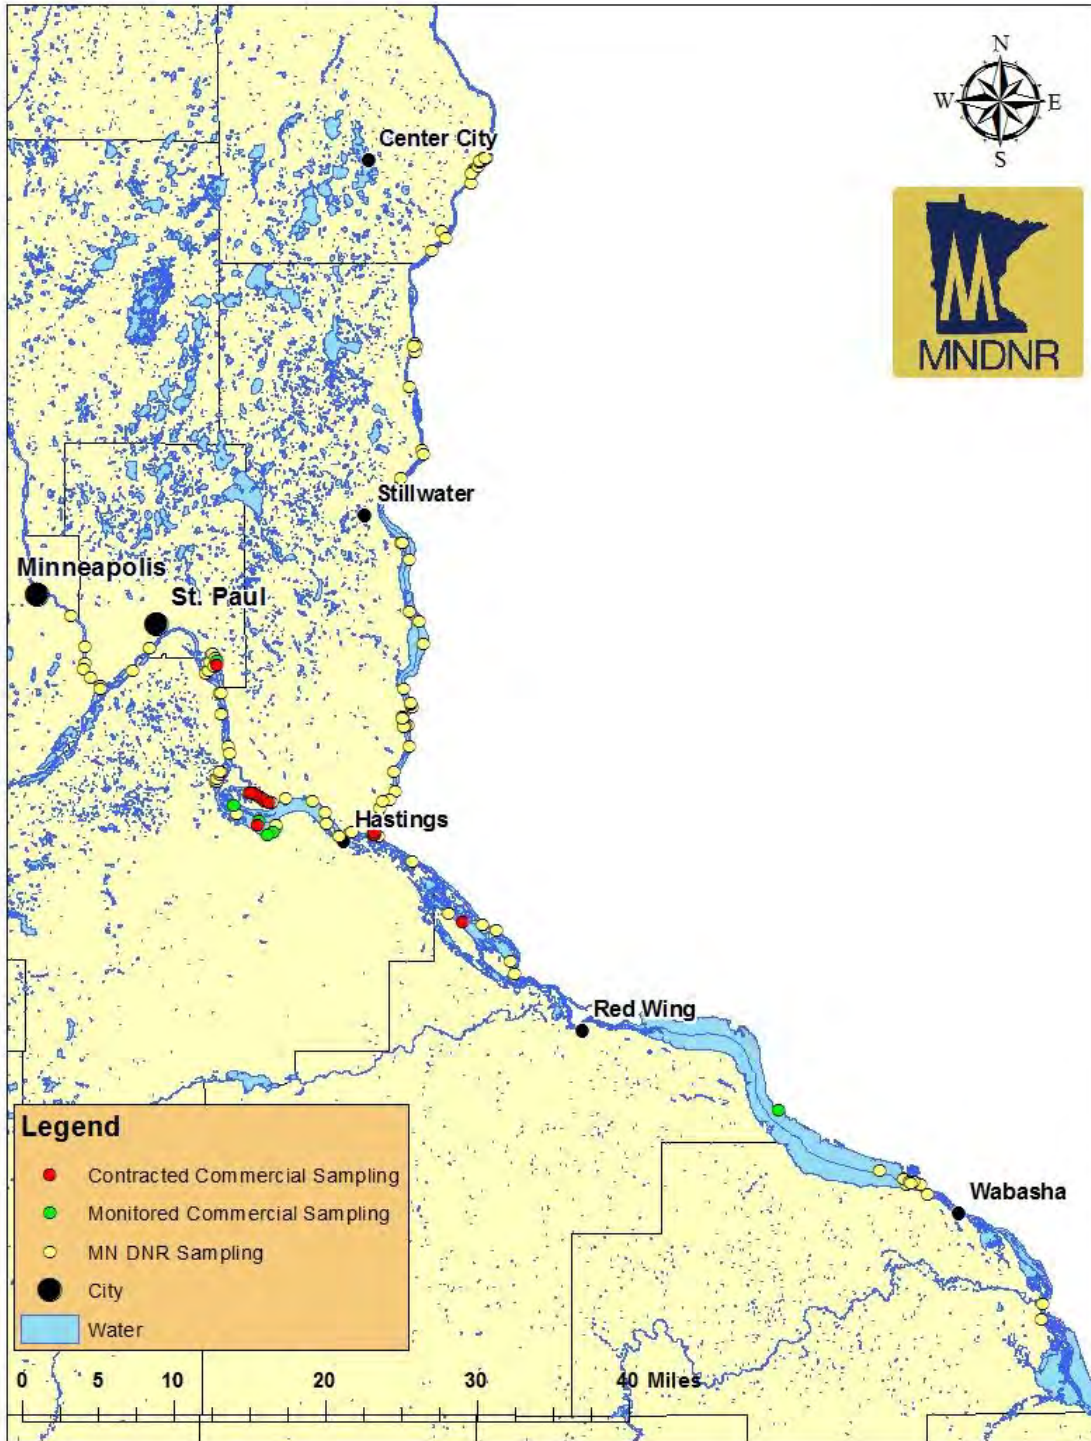 N
W E
S
Center City
MNDNR
Stillwater
Minneapolis
St. Paul
Hastings
Red Wing
Legend
Contracted Commercial Sampling
Monitored Commercial Sampling
Wabasha
MN DNR Sampling
City
Water
0 5 10 20 30 40 Miles